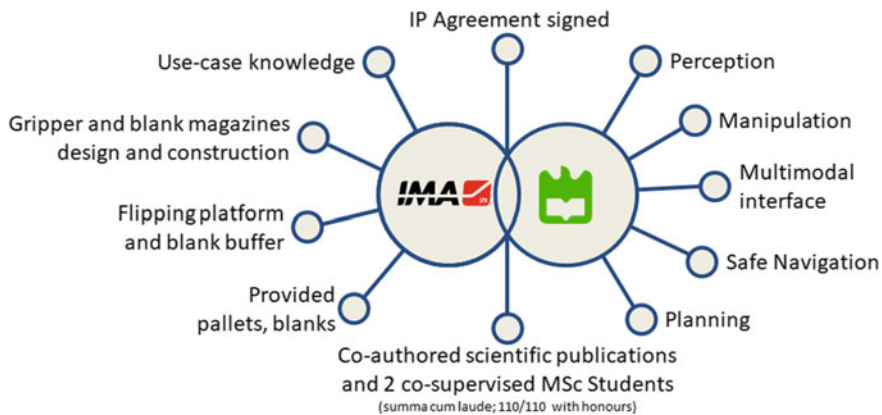 IP Agreement signed
Use-case knowledge
Perception
Gripper and blank magazines
design and construction
Manipulation
IMA
SPA
Multimodal
interface
Flipping platform
and blank buffer
Safe Navigation
Provided
pallets, blanks
Planning
Co-authored scientific publications
and 2 co-supervised MSc Students
(summa cum laude; 110/110 with honours)